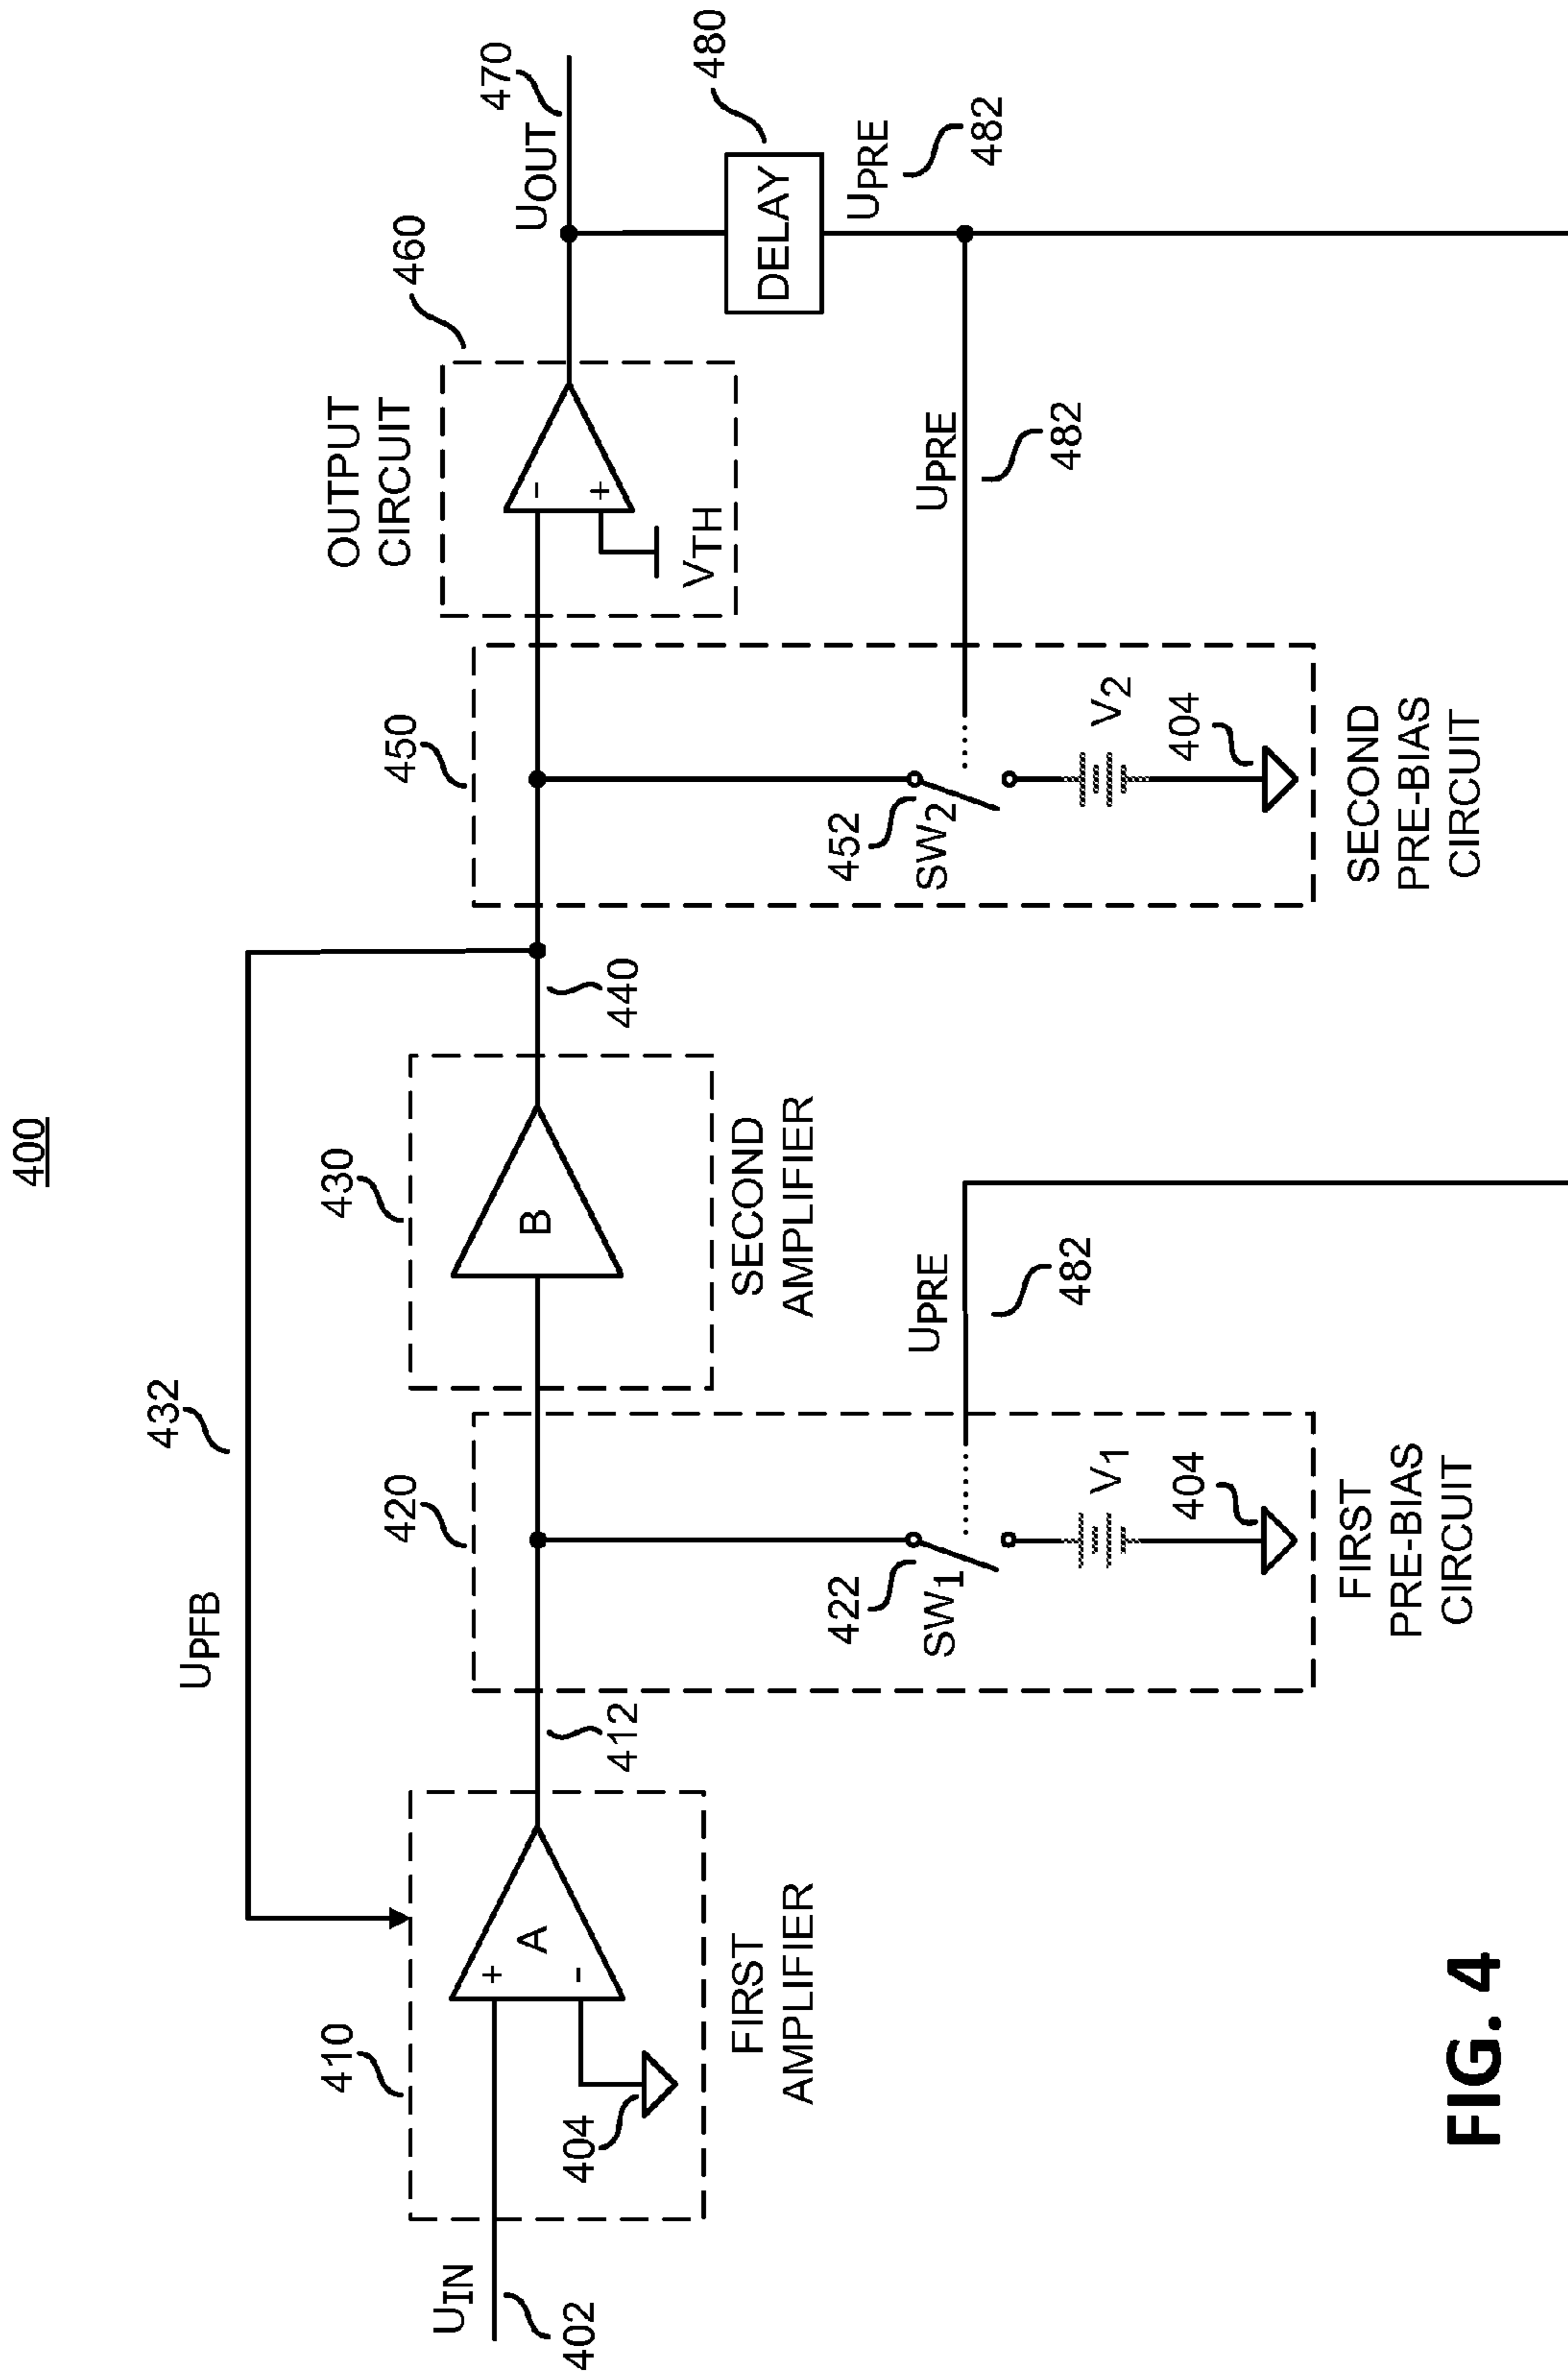 400
UPFB
432
UIN
402
410
+
-
A
404
FIRST
AMPLIFIER
412
420
422
SW1
UPRE
482
V1
404
FIRST
PRE-BIAS
CIRCUIT
430
B
SECOND
AMPLIFIER
440
450
452
SW2
UPRE
482
V2
404
SECOND
PRE-BIAS
CIRCUIT
OUTPUT
CIRCUIT
460
-
+
VTH
UOUT
470
DELAY
480
UPRE
482
FIG. 4